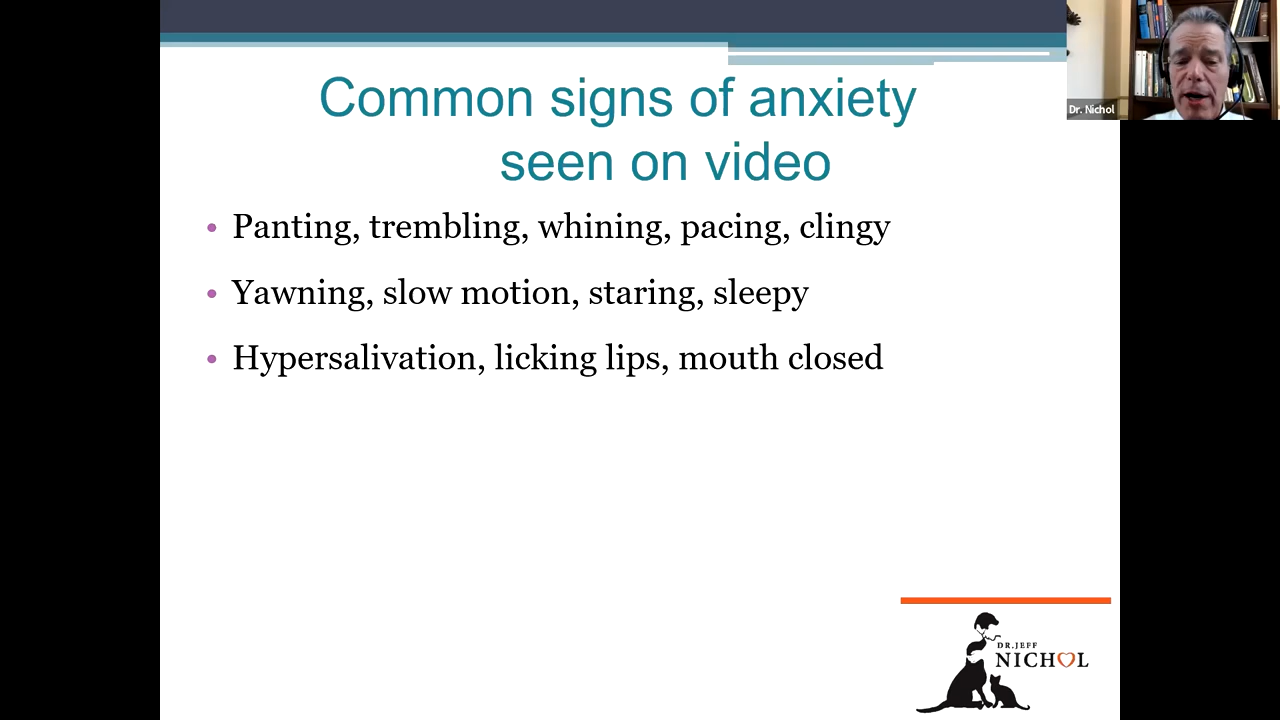 Common signs of anxiety
seen on video
Dr. Nichol
• Panting, trembling, whining, pacing, clingy
• Yawning, slow motion, staring, sleepy
• Hypersalivation, licking lips, mouth closed
DR. JEFF
NICHOL